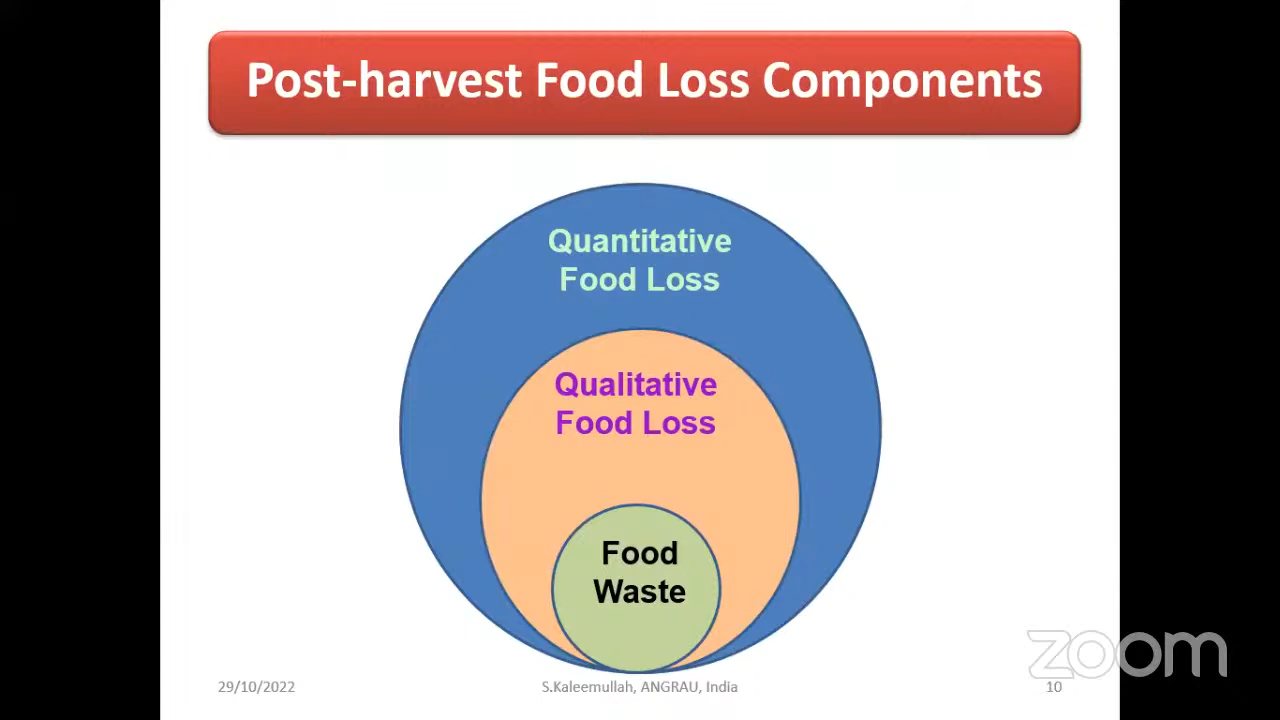 Post-harvest Food Loss Components
Quantitative
Food Loss
Qualitative
Food Loss
Food
Waste
zoom
29/10/2022
S.Kaleemullah, ANGRAU, India
10